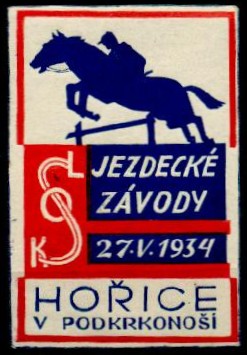 JEZDECKÉ
ZÁVODY
27.V.1934
HOŘICE
V PODKRKONOŠÍ